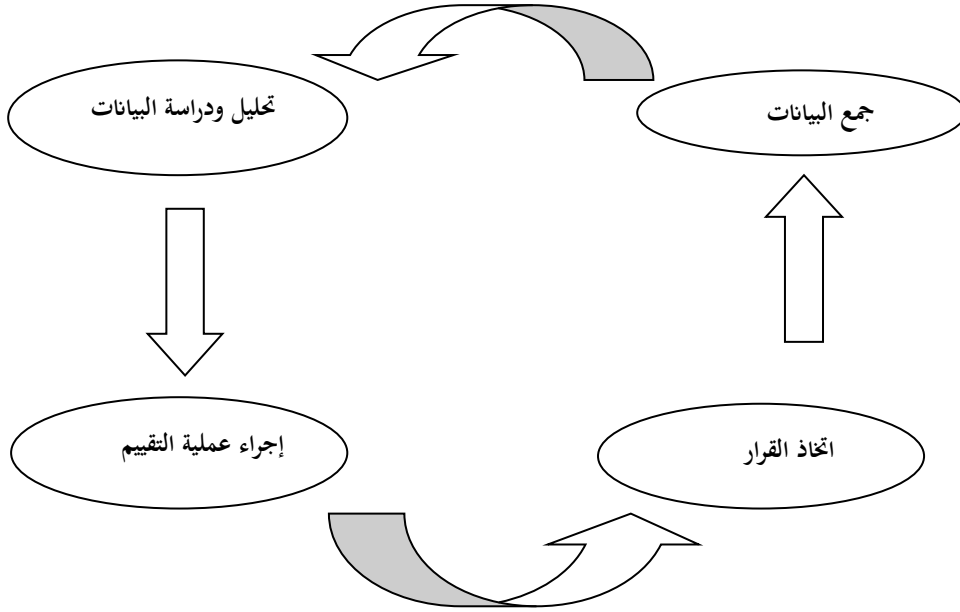 جمع البيانات
تحليل ودراسة البيانات
إجراء عملية التقييم
اتخاذ القرار